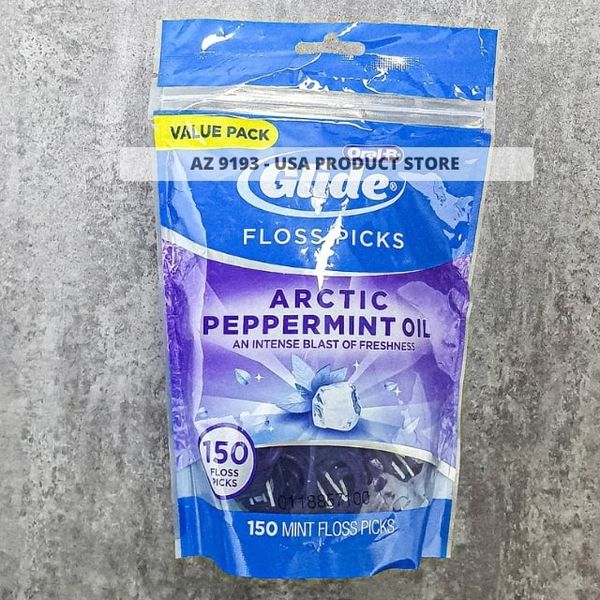 VALUE PACK
Oral-B
AZ 9193 - USA PRODUCT STORE
Glide®
FLOSS PICKS
ARCTIC
PEPPERMINT OIL
AN INTENSE BLAST OF FRESHNESS
150
FLOSS
PICKS
150 MINT FLOSS PICKS